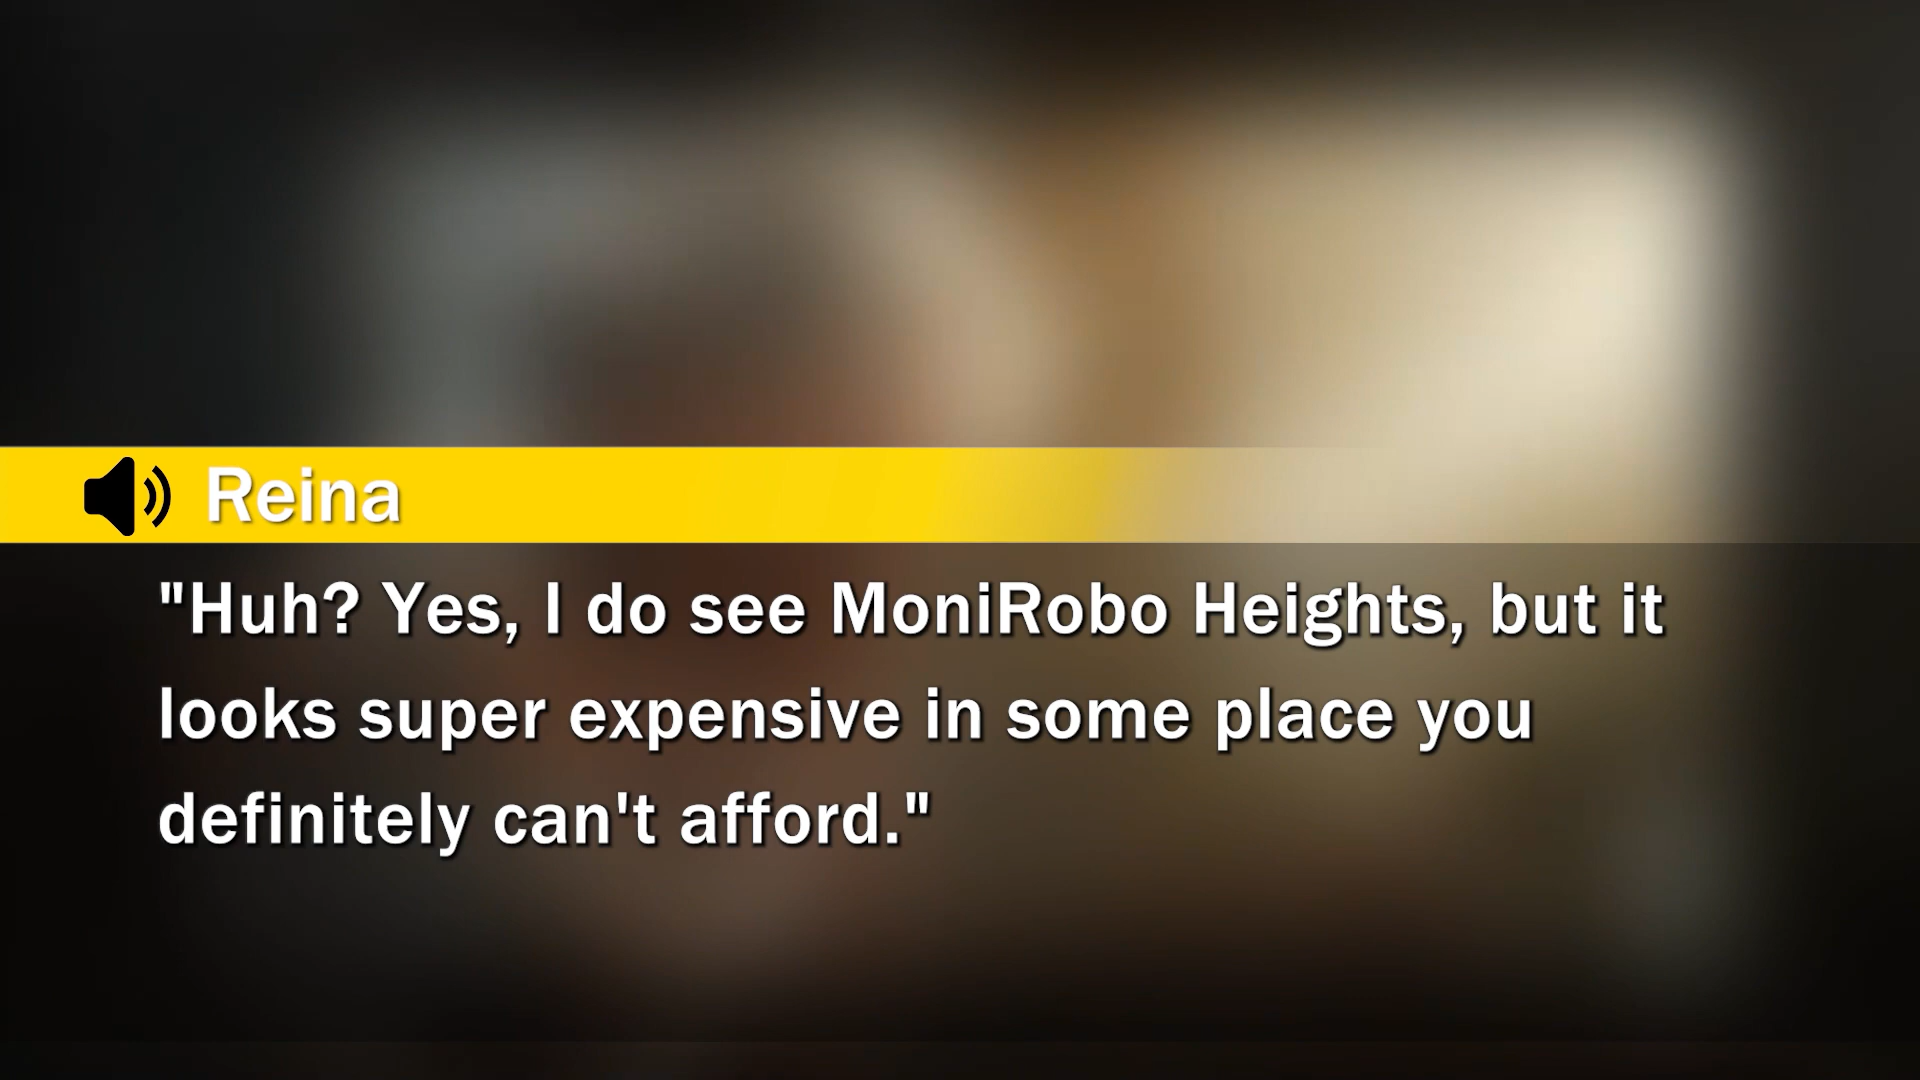 Reina
"Huh? Yes, I do see MoniRobo Heights, but it
looks super expensive in some place you
definitely can't afford."